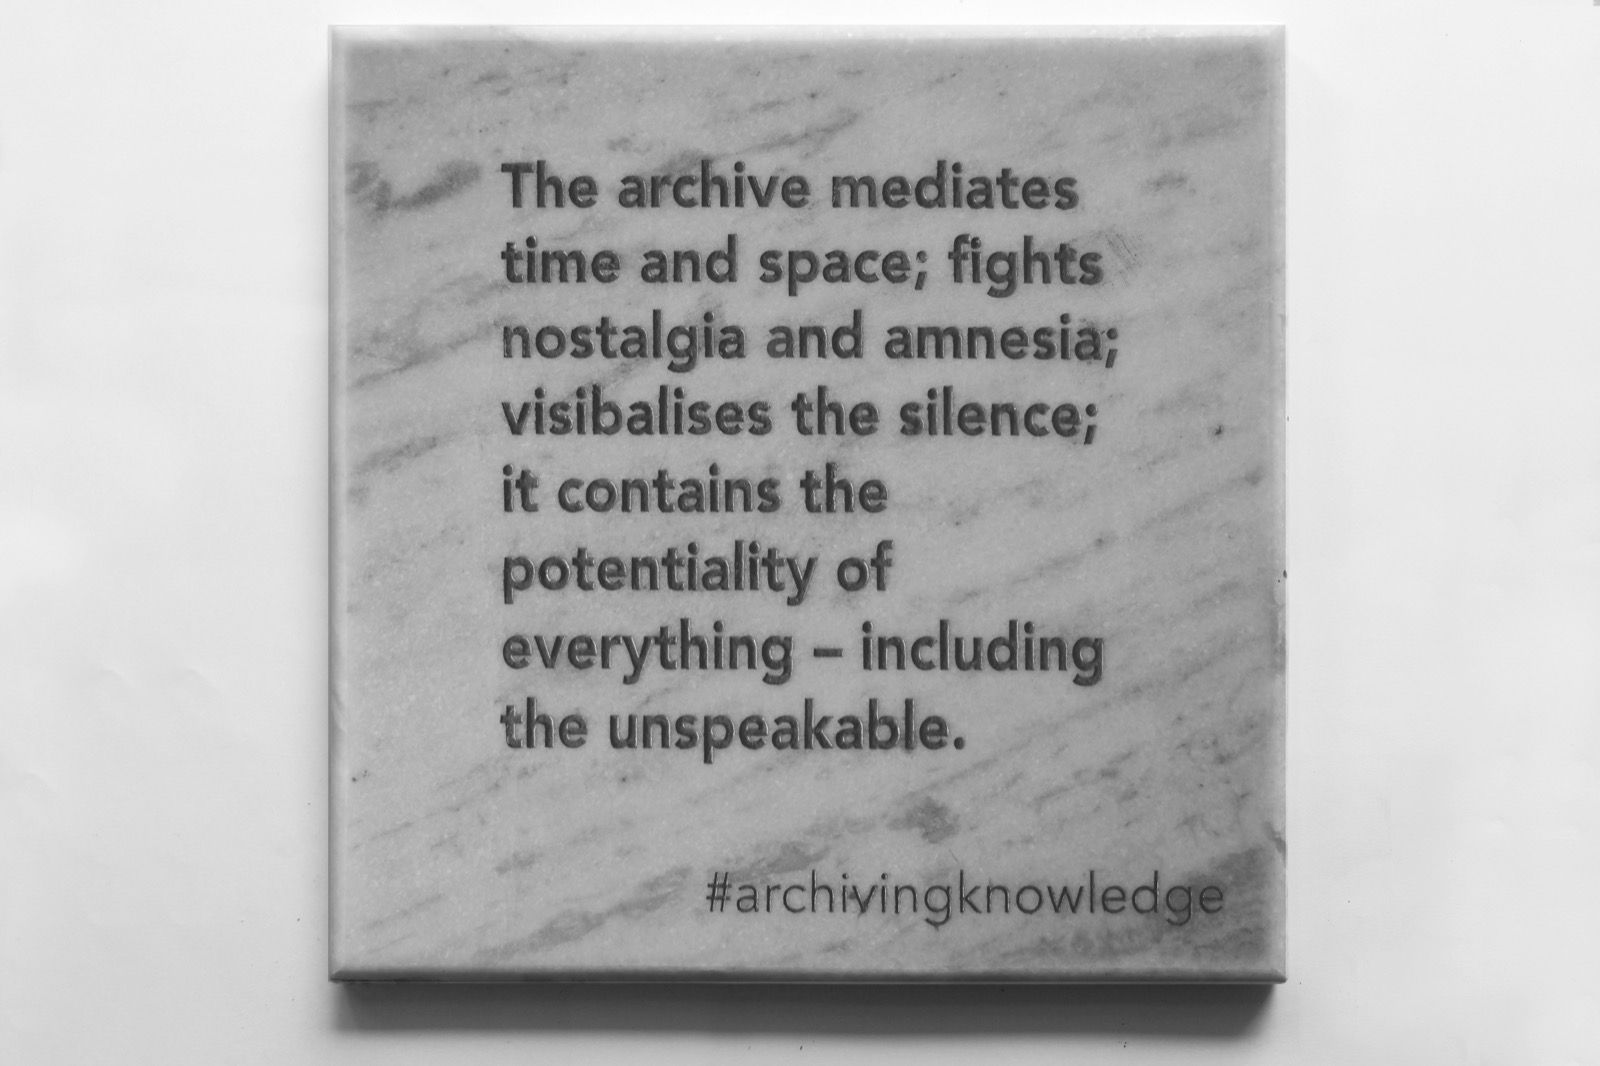 The archive mediates
time and space; fights
nostalgia and amnesia;
visibalises the silence;
it contains the
potentiality of
everything – including
the unspeakable.
#archivingknowledge